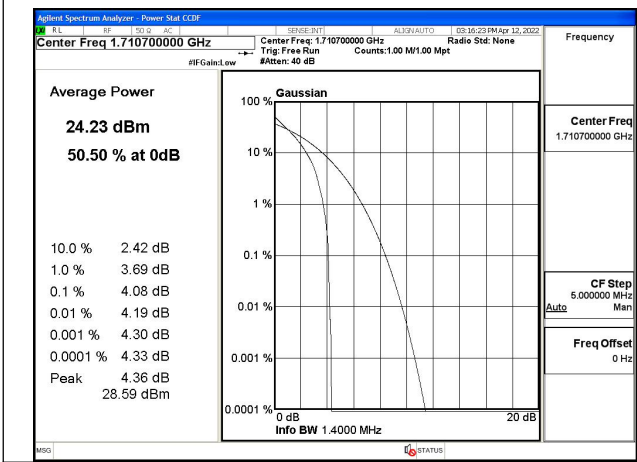 Agilent Spectrum Analyzer - Power Stat CCDF
RL RF 50 Ω AC SENSE:INT ALIGNAUTO 03:16:23 PM Apr 12, 2022
Center Freq 1.710700000 GHz
Center Freq: 1.710700000 GHz Radio Std: None
Trig: Free Run Counts:1.00 M/1.00 Mpt
#IFGain:Low #Atten: 40 dB
Frequency
Average Power
24.23 dBm
50.50 % at 0dB
10.0 % 2.42 dB
1.0 % 3.69 dB
0.1 % 4.08 dB
0.01 % 4.19 dB
0.001 % 4.30 dB
0.0001 % 4.33 dB
Peak 4.36 dB
28.59 dBm
Gaussian
100 %
10 %
1 %
0.1 %
0.01 %
0.001 %
0.0001 %
0 dB 20 dB
Info BW 1.4000 MHz
Center Freq
1.710700000 GHz
CF Step
5.000000 MHz
Auto Man
Freq Offset
0 Hz
MSG STATUS